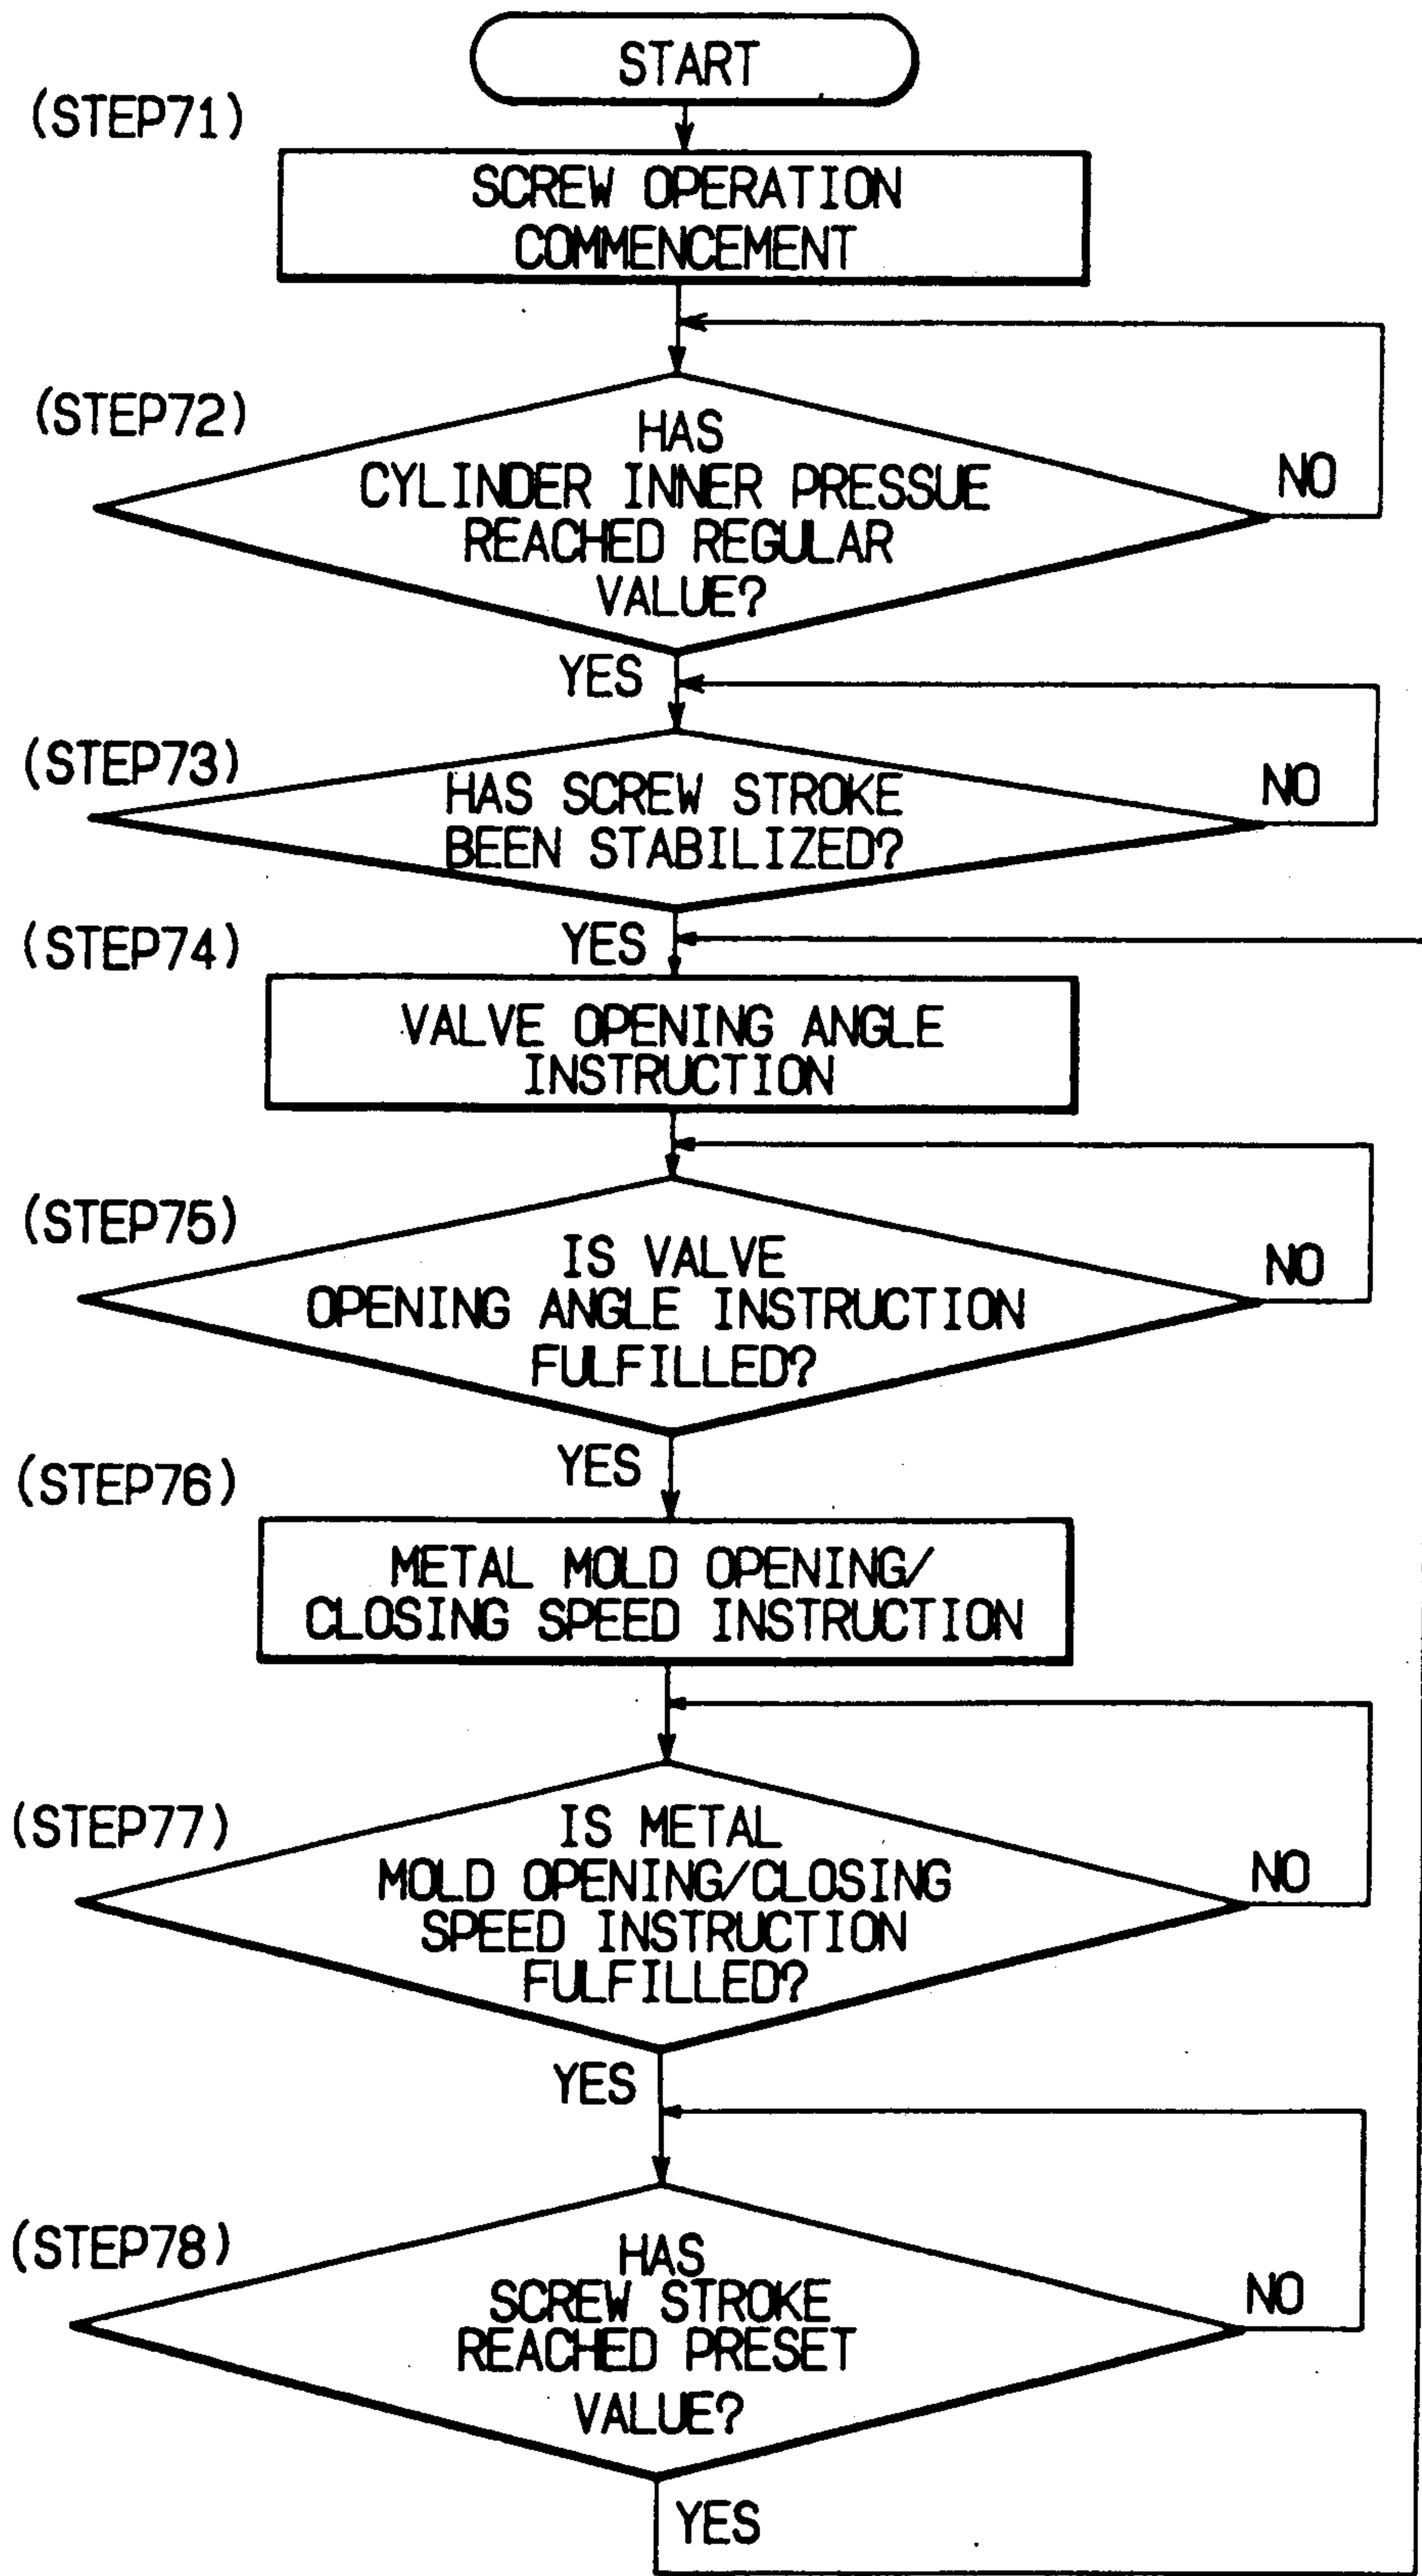 START
(STEP71)
SCREW OPERATION
COMMENCEMENT
(STEP72)
HAS
CYLINDER INNER PRESSUE
REACHED REGULAR
VALUE?
NO
YES
(STEP73)
HAS SCREW STROKE
BEEN STABILIZED?
NO
YES
(STEP74)
VALVE OPENING ANGLE
INSTRUCTION
(STEP75)
IS VALVE
OPENING ANGLE INSTRUCTION
FULFILLED?
NO
YES
(STEP76)
METAL MOLD OPENING/
CLOSING SPEED INSTRUCTION
(STEP77)
IS METAL
MOLD OPENING/CLOSING
SPEED INSTRUCTION
FULFILLED?
NO
YES
(STEP78)
HAS
SCREW STROKE
REACHED PRESET
VALUE?
NO
YES